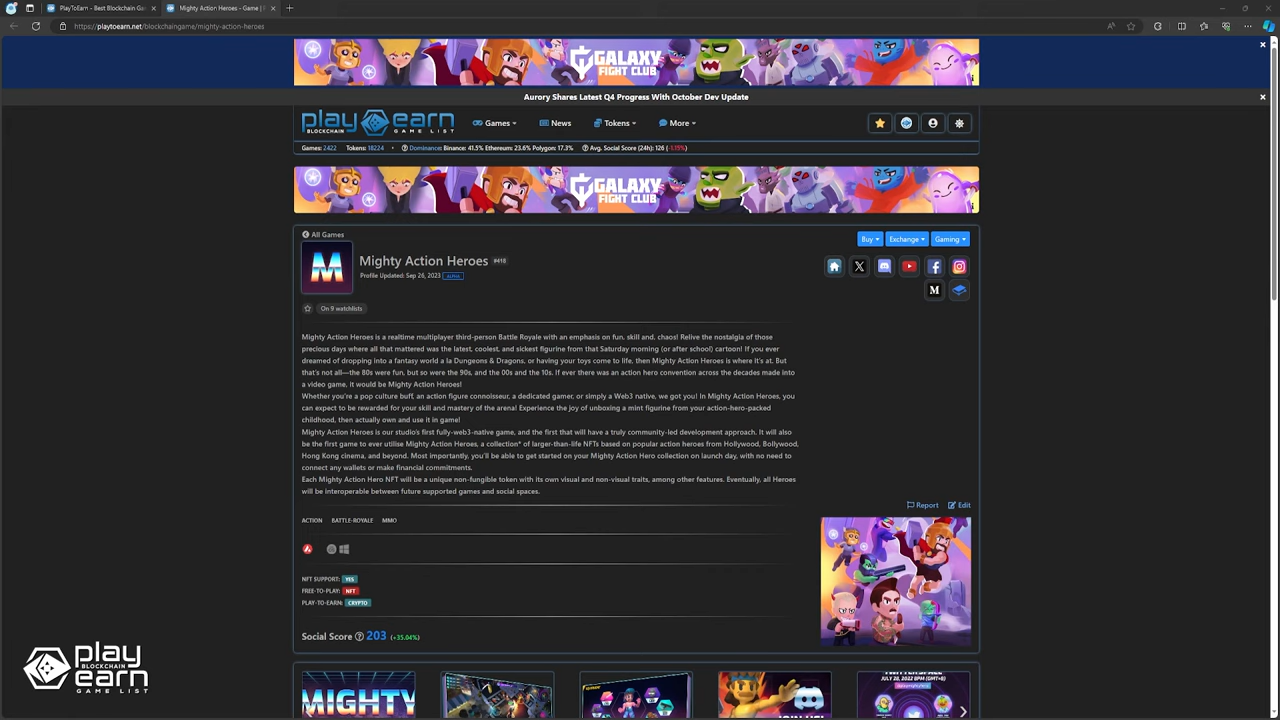 PlayToEarn - Best Blockchain Ga
Mighty Action Heroes - Game | P
https://playtoearn.net/blockchaingame/mighty-action-heroes
GALAXY
FIGHT CLUB
Aurory Shares Latest Q4 Progress With October Dev Update
play earn
BLOCKCHAIN GAME LIST
Games
News
Tokens
More
Games: 2422 Tokens: 18224 • Dominance: Binance: 41.5% Ethereum: 23.6% Polygon: 17.3% Avg. Social Score (24h): 126 (-1.15%)
GALAXY
FIGHT CLUB
All Games
Buy
Exchange
Gaming
M
Mighty Action Heroes #418
Profile Updated: Sep 26, 2023 ALPHA
On 9 watchlists
Mighty Action Heroes is a realtime multiplayer third-person Battle Royale with an emphasis on fun, skill and, chaos! Relive the nostalgia of those
precious days where all that mattered was the latest, coolest, and sickest figurine from that Saturday morning (or after school) cartoon! If you ever
dreamed of dropping into a fantasy world a la Dungeons & Dragons, or having your toys come to life, then Mighty Action Heroes is where it's at. But
that's not all—the 80s were fun, but so were the 90s, and the 00s and the 10s. If ever there was an action hero convention across the decades made into
a video game, it would be Mighty Action Heroes!
Whether you're a pop culture buff, an action figure connoisseur, a dedicated gamer, or simply a Web3 native, we got you! In Mighty Action Heroes, you
can expect to be rewarded for your skill and mastery of the arena! Experience the joy of unboxing a mint figurine from your action-hero-packed
childhood, then actually own and use it in game!
Mighty Action Heroes is our studio's first fully-web3-native game, and the first that will have a truly community-led development approach. It will also
be the first game to ever utilise Mighty Action Heroes, a collection* of larger-than-life NFTs based on popular action heroes from Hollywood, Bollywood,
Hong Kong cinema, and beyond. Most importantly, you'll be able to get started on your Mighty Action Hero collection on launch day, with no need to
connect any wallets or make financial commitments.
Each Mighty Action Hero NFT will be a unique non-fungible token with its own visual and non-visual traits, among other features. Eventually, all Heroes
will be interoperable between future supported games and social spaces.
Report
Edit
ACTION BATTLE-ROYALE MMO
NFT SUPPORT: YES
FREE-TO-PLAY: NFT
PLAY-TO-EARN: CRYPTO
Social Score 203 (+35.04%)
play
BLOCKCHAIN
earn
GAME LIST
MIGHTY
JOIN US!
JULY 28, 2022 8PM (GMT+8)